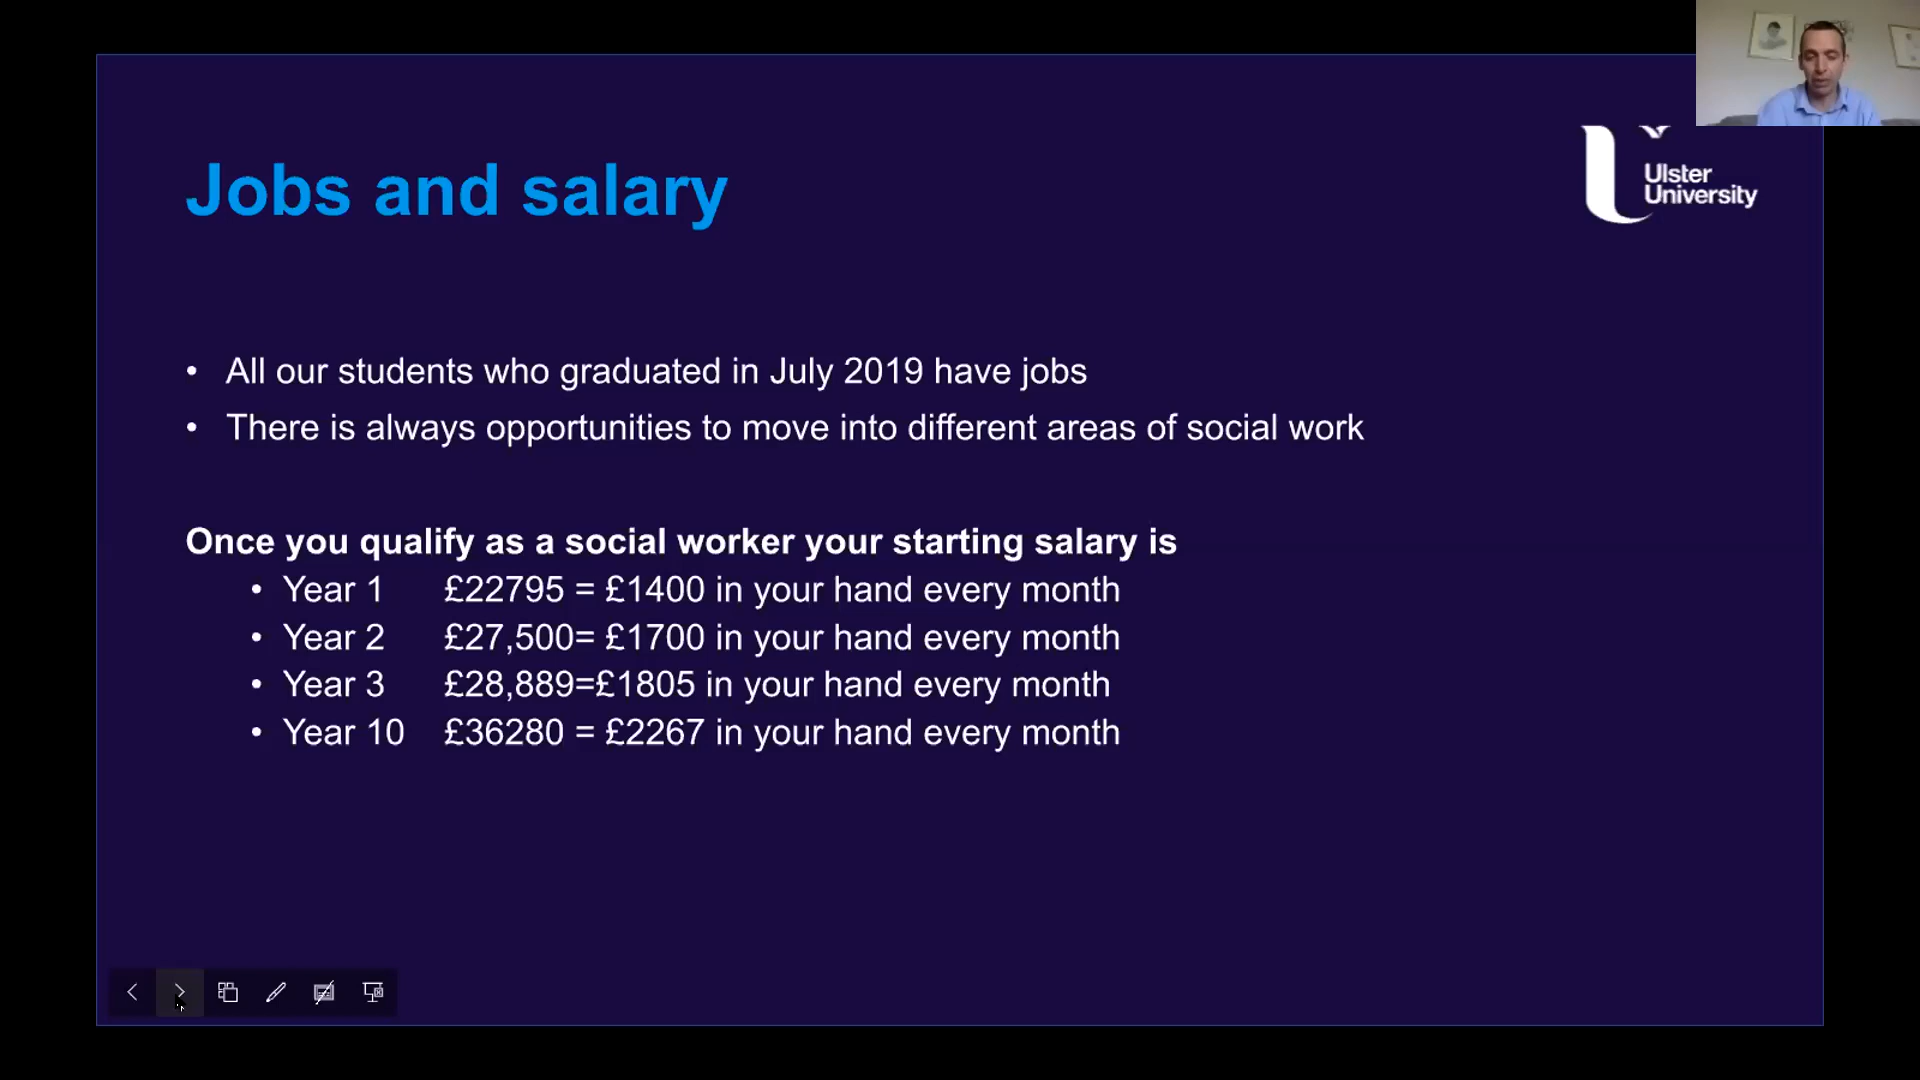 Jobs and salary
Ulster
University
• All our students who graduated in July 2019 have jobs
• There is always opportunities to move into different areas of social work
Once you qualify as a social worker your starting salary is
• Year 1 £22795 = £1400 in your hand every month
• Year 2 £27,500= £1700 in your hand every month
• Year 3 £28,889=£1805 in your hand every month
• Year 10 £36280 = £2267 in your hand every month